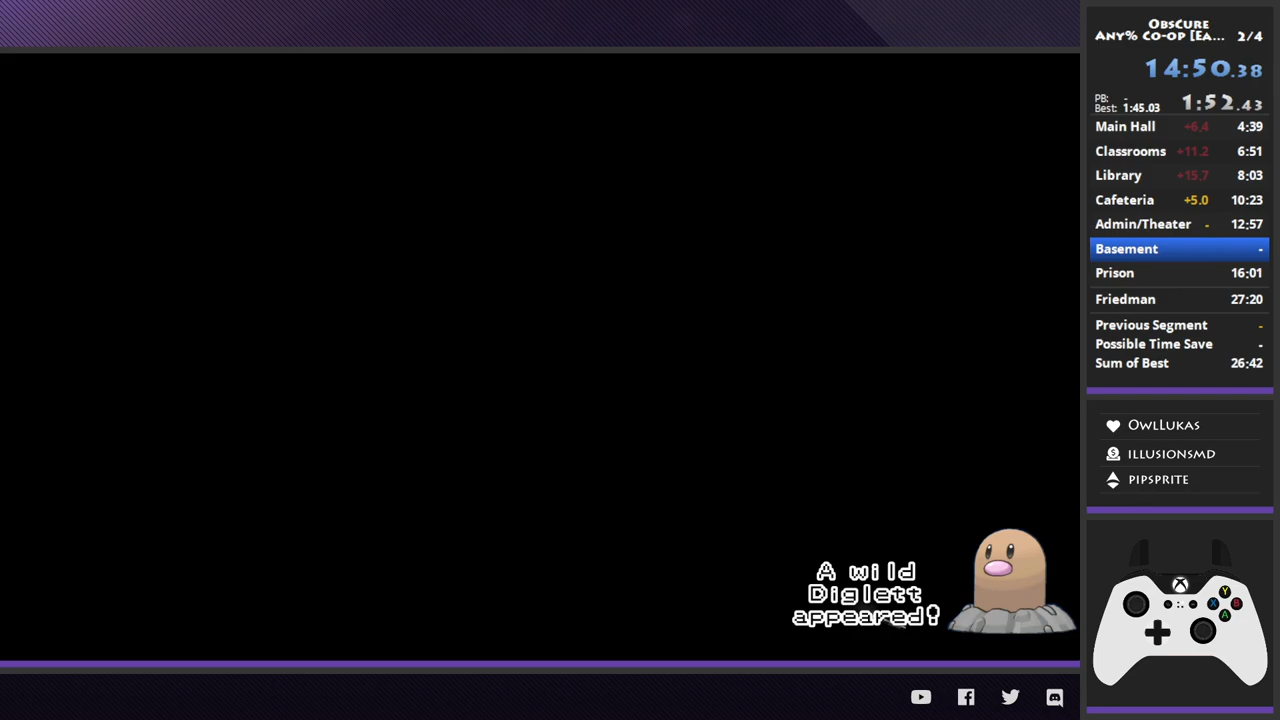 ObsCure
Any% Co-op [Ea... 2/4
14:50.38
PB: -
Best: 1:45.03 1:52.43
Main Hall +6.4 4:39
Classrooms +11.2 6:51
Library +15.7 8:03
Cafeteria +5.0 10:23
Admin/Theater - 12:57
Basement -
Prison 16:01
Friedman 27:20
Previous Segment -
Possible Time Save -
Sum of Best 26:42
OwlLukas
illusionsmd
pipsprite
A wild
Diglett
appeared!
Y
X B
A